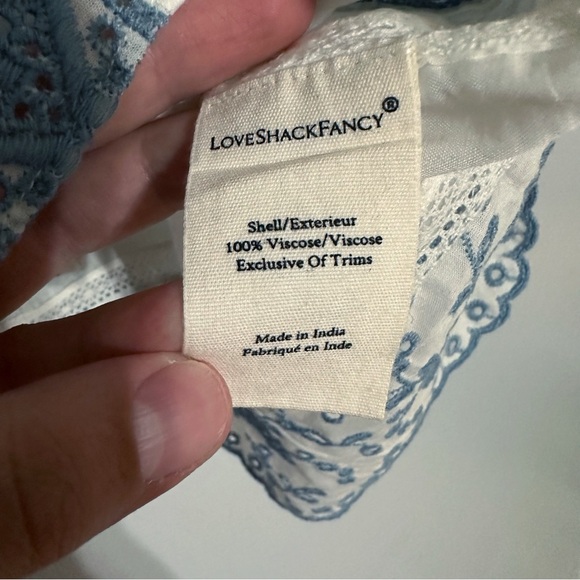 LoveShackFancy®
Shell/Exterieur
100% Viscose/Viscose
Exclusive Of Trims
Made in India
Fabriqué en Inde